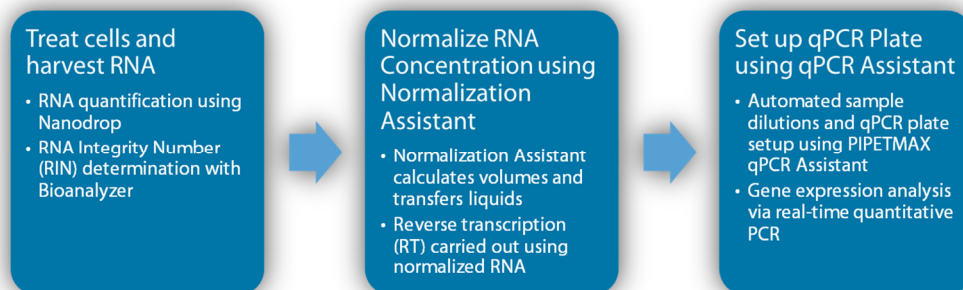 Treat cells and
harvest RNA
• RNA quantification using
Nanodrop
• RNA Integrity Number
(RIN) determination with
Bioanalyzer
Normalize RNA
Concentration using
Normalization
Assistant
• Normalization Assistant
calculates volumes and
transfers liquids
• Reverse transcription
(RT) carried out using
normalized RNA
Set up qPCR Plate
using qPCR Assistant
• Automated sample
dilutions and qPCR plate
setup using PIPETMAX
qPCR Assistant
• Gene expression analysis
via real-time quantitative
PCR